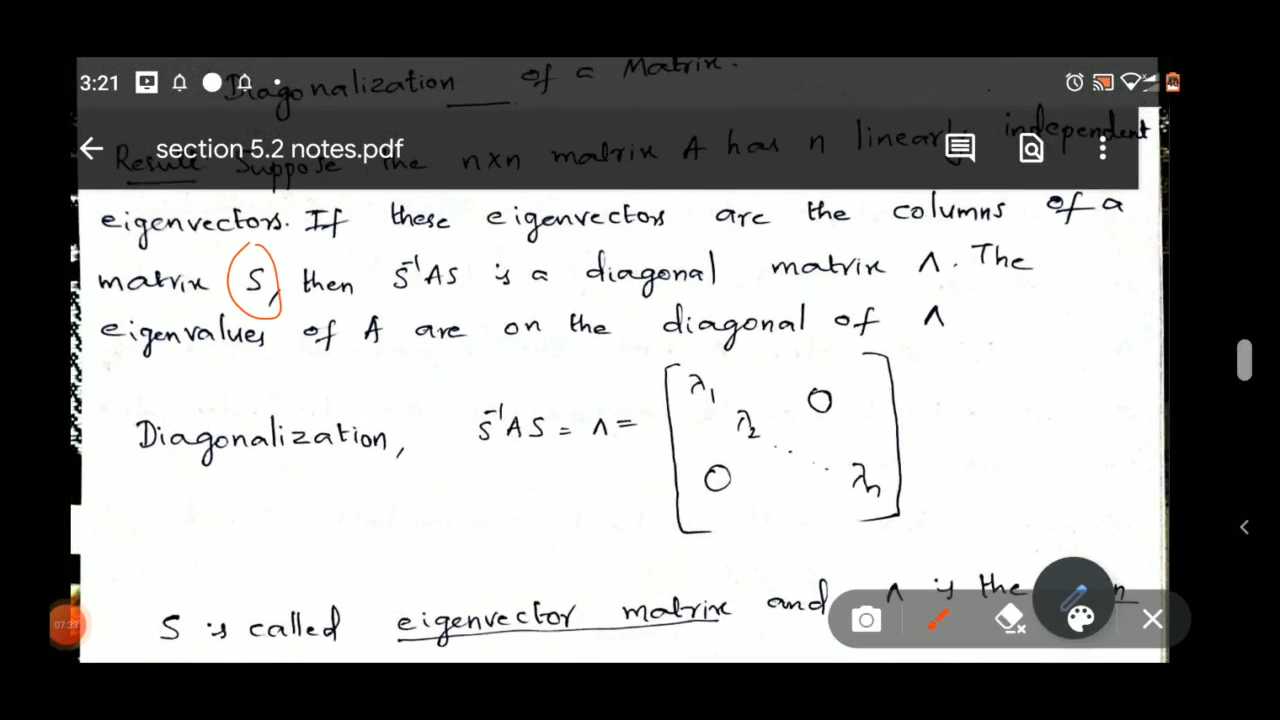 3:21
Diagonalization of a Matrix.
section 5.2 notes.pdf
Result Suppose the n×n matrix A has n linearly independent
eigenvectors. If these eigenvectors are the columns of a
matrix S, then S⁻¹AS is a diagonal matrix Λ. The
eigenvalues of A are on the diagonal of Λ
Diagonalization, S⁻¹AS = Λ = [λ₁ 0
λ₂ ⋱
0 λₙ]
S is called eigenvector matrix and Λ is the
07:33